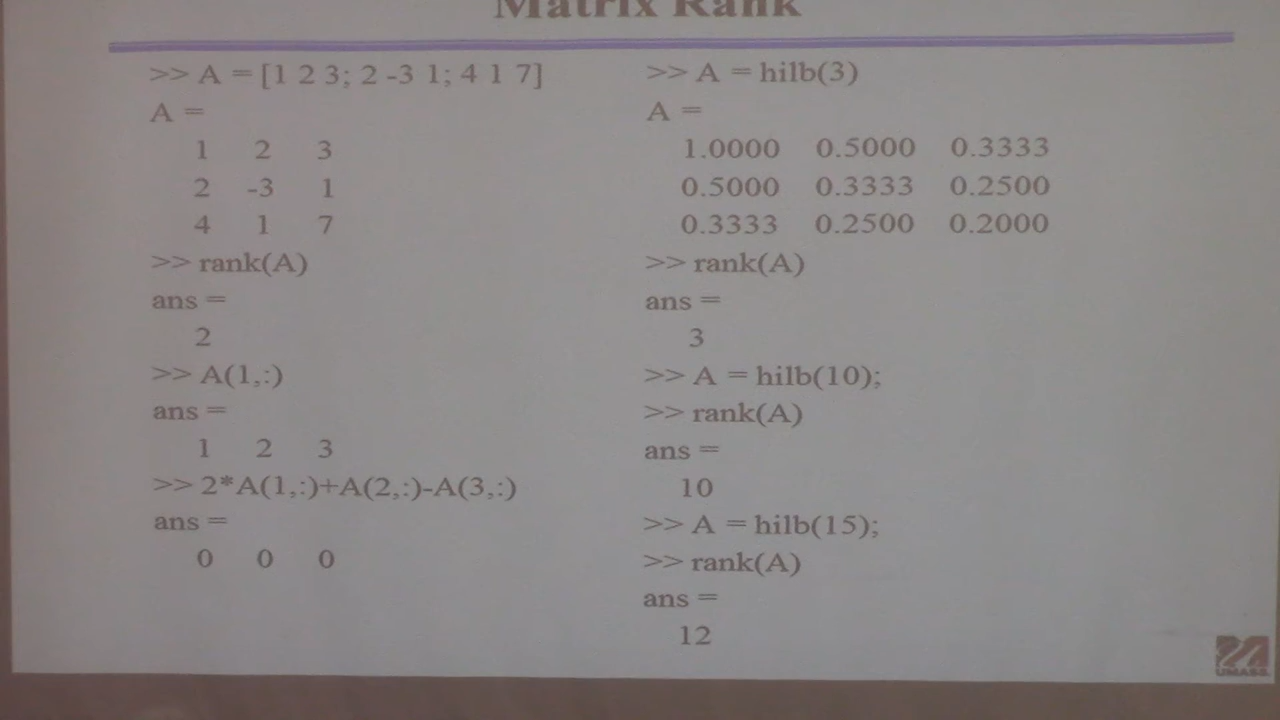 Matrix Rank
>> A = [1 2 3; 2 -3 1; 4 1 7]
A =
1 2 3
2 -3 1
4 1 7
>> rank(A)
ans =
2
>> A(1,:)
ans =
1 2 3
>> 2*A(1,:)+A(2,:)-A(3,:)
ans =
0 0 0
>> A = hilb(3)
A =
1.0000 0.5000 0.3333
0.5000 0.3333 0.2500
0.3333 0.2500 0.2000
>> rank(A)
ans =
3
>> A = hilb(10);
>> rank(A)
ans =
10
>> A = hilb(15);
>> rank(A)
ans =
12
UMASS